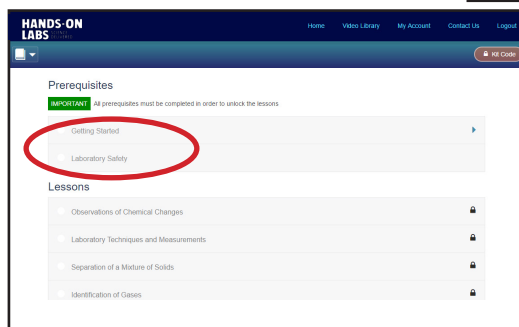 HANDS-ON
LABS
Home Video Library My Account Contact Us Logout
Kit Code
Prerequisites
IMPORTANT All prerequisites must be completed in order to unlock the lessons
Getting Started
Laboratory Safety
Lessons
Observations of Chemical Changes
Laboratory Techniques and Measurements
Separation of a Mixture of Solids
Identification of Gases